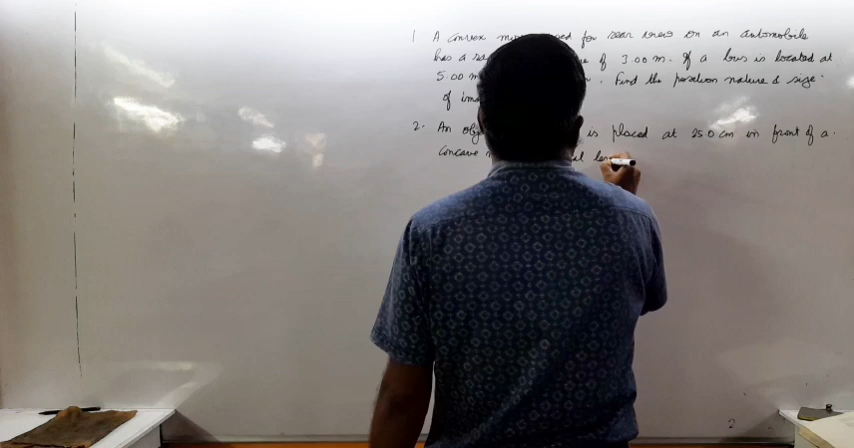 1 A convex for rear view on an automobile
has a of 3.00 m. If a bus is located at
5.00 m . Find the position nature & size
of
2. An is placed at 25.0 cm in front of a
concave
2